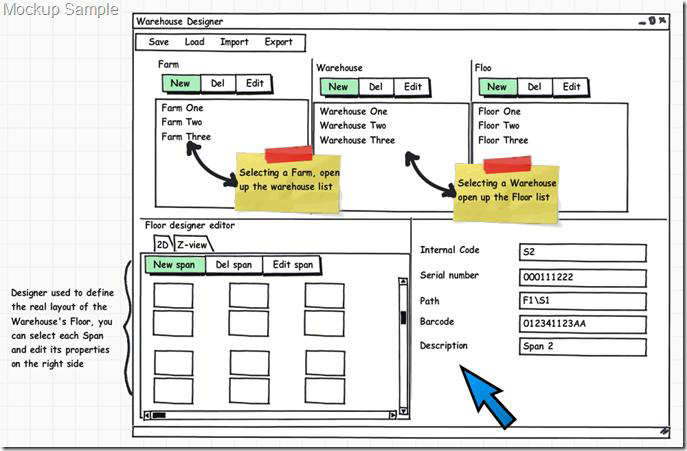 Mockup Sample
Warehouse Designer
Save Load Import Export
Farm
New Del Edit
Farm One
Farm Two
Farm Three
Warehouse
New Del Edit
Warehouse One
Warehouse Two
Warehouse Three
Floo
New Del Edit
Floor One
Floor Two
Floor Three
Selecting a Farm, open
up the warehouse list
Selecting a Warehouse
open up the Floor list
Floor designer editor
2D Z-view
New span Del span Edit span
Designer used to define
the real layout of the
Warehouse's Floor, you
can select each Span
and edit its properties
on the right side
Internal Code S2
Serial number 000111222
Path F1\S1
Barcode 012341123AA
Description Span 2